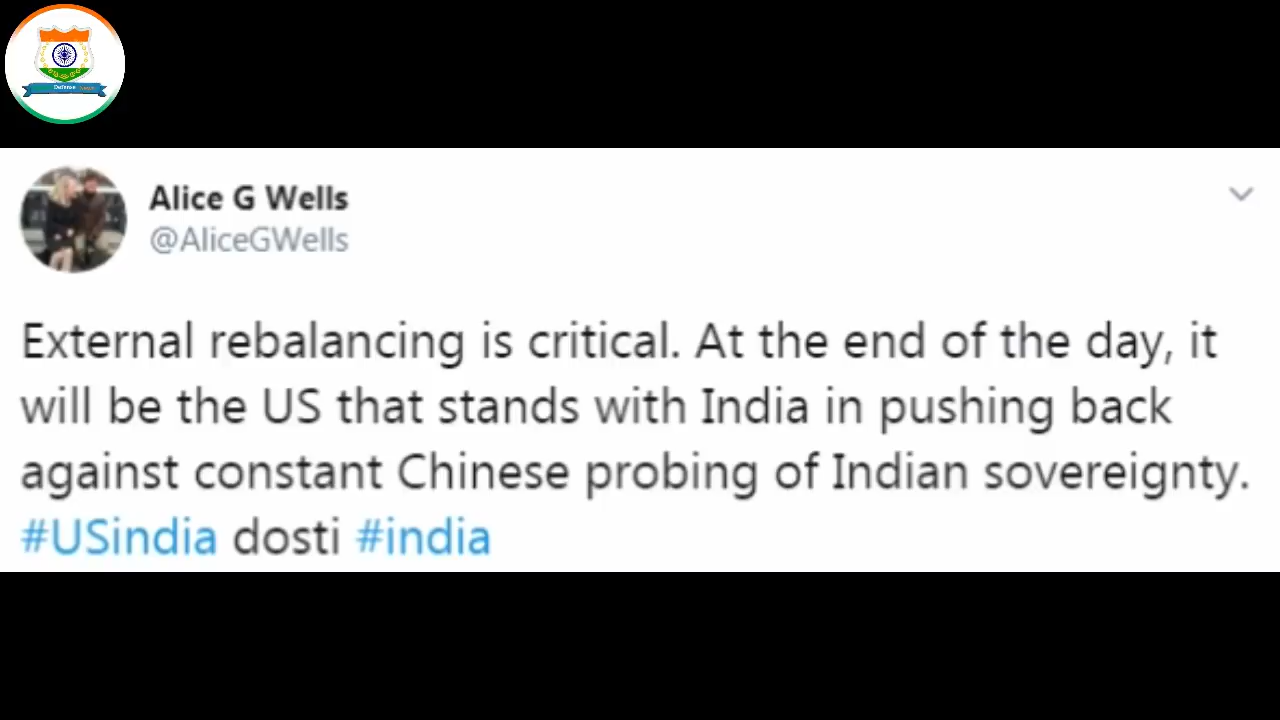 Defense
Alice G Wells
@AliceGWells
External rebalancing is critical. At the end of the day, it
will be the US that stands with India in pushing back
against constant Chinese probing of Indian sovereignty.
#USindia dosti #india